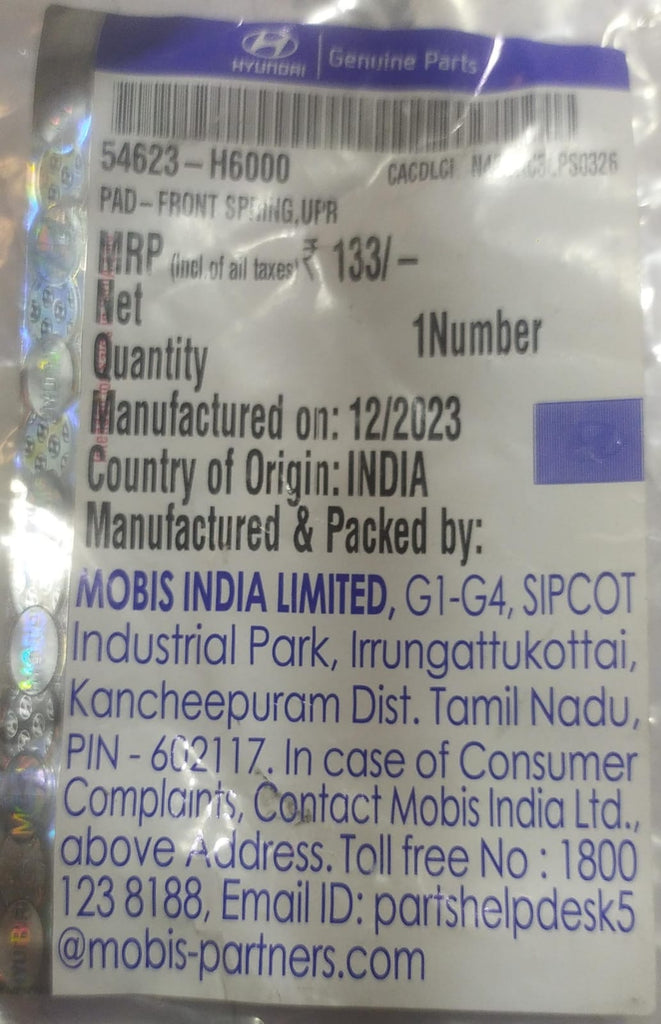 HYUNDAI | Genuine Parts
54623-H6000
CACDLGI
PAD-FRONT SPRING,UPR
MRP (incl. of all taxes) ₹ 133/-
Net
Quantity 1Number
Manufactured on: 12/2023
Country of Origin: INDIA
Manufactured & Packed by:
MOBIS INDIA LIMITED, G1-G4, SIPCOT
Industrial Park, Irrungattukottai,
Kancheepuram Dist. Tamil Nadu,
PIN - 602117. In case of Consumer
Complaints, Contact Mobis India Ltd.,
above Address. Toll free No : 1800
123 8188, Email ID: partshelpdesk5
@mobis-partners.com